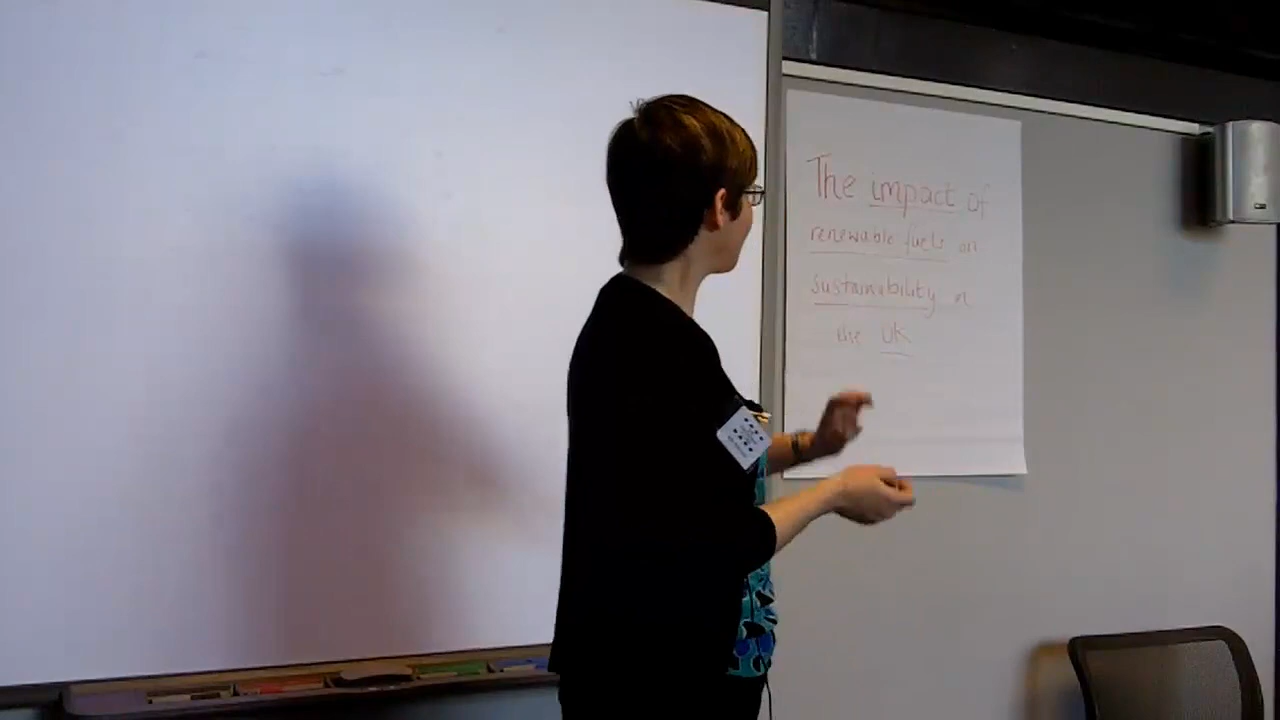 The impact of
renewable fuels on
sustainability in
the UK